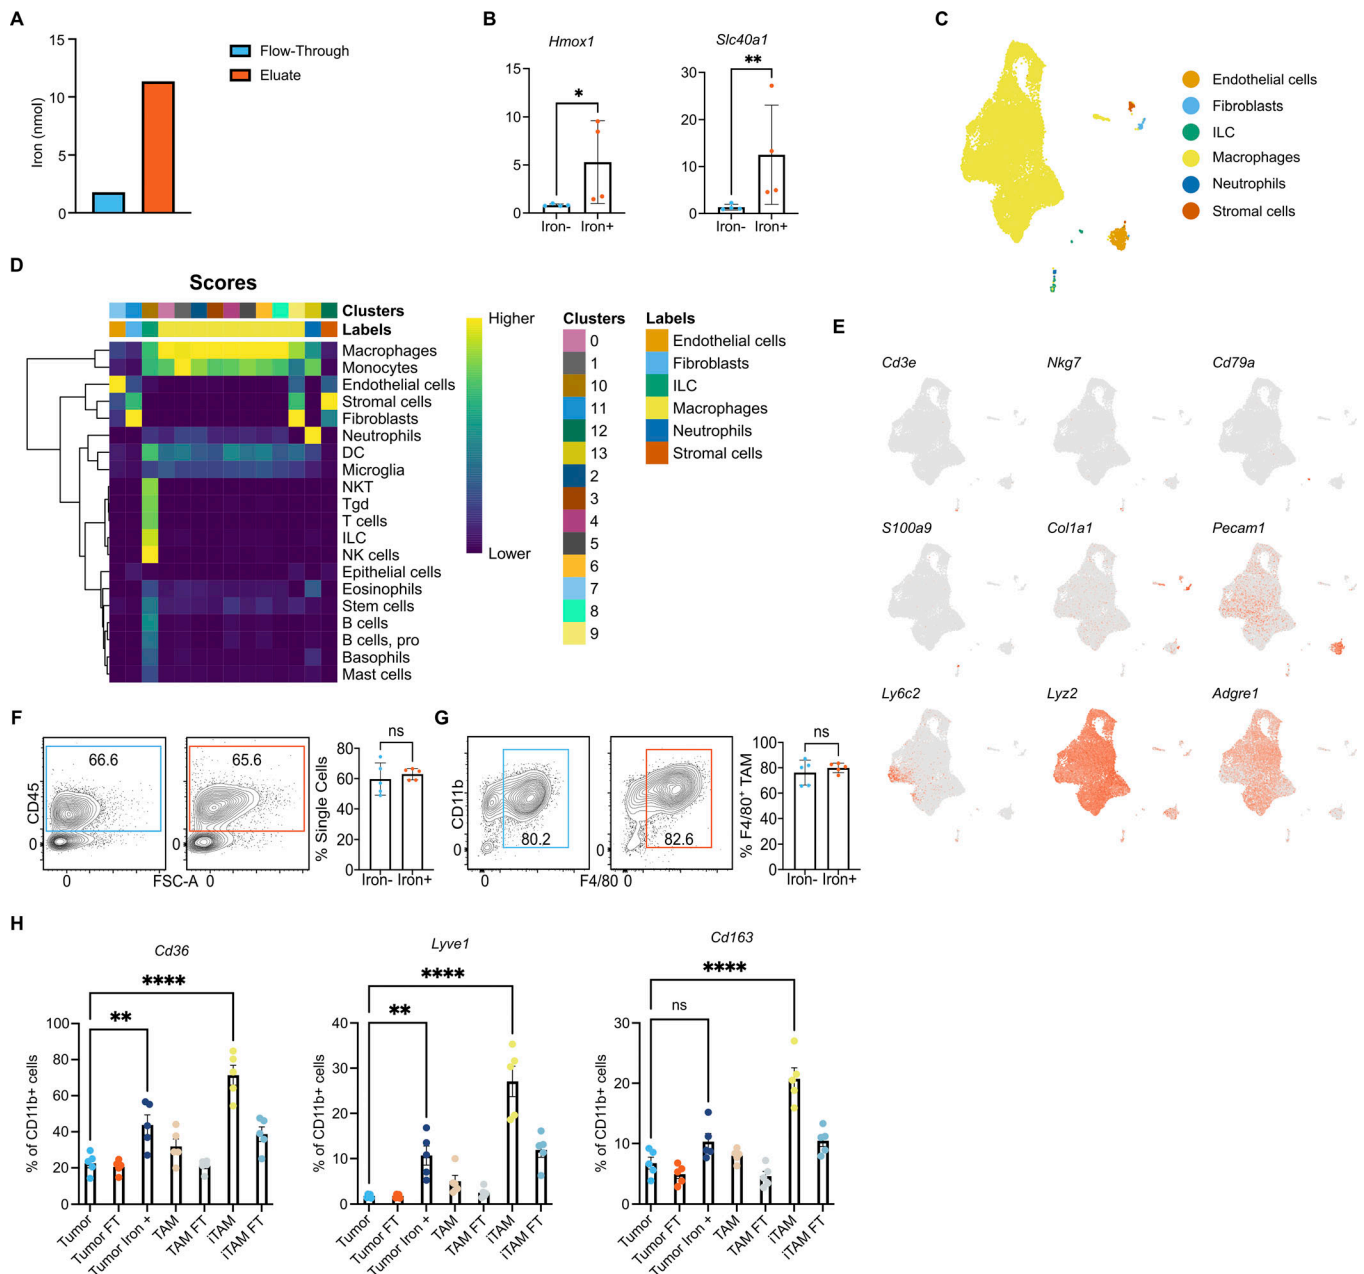 A
Iron (nmol)
15
10
5
0
Flow-Through
Eluate
B
Hmox1
15
10
5
0
*
Iron-
Iron+
Slc40a1
30
20
10
0
**
Iron-
Iron+
C
Endothelial cells
Fibroblasts
ILC
Macrophages
Neutrophils
Stromal cells
D
Scores
Clusters
Labels
Macrophages
Monocytes
Endothelial cells
Stromal cells
Fibroblasts
Neutrophils
DC
Microglia
NKT
Tgd
T cells
ILC
NK cells
Epithelial cells
Eosinophils
Stem cells
B cells
B cells, pro
Basophils
Mast cells
Higher
Lower
Clusters
0
1
10
11
12
13
2
3
4
5
6
7
8
9
Labels
Endothelial cells
Fibroblasts
ILC
Macrophages
Neutrophils
Stromal cells
E
Cd3e
Nkg7
Cd79a
S100a9
Col1a1
Pecam1
Ly6c2
Lyz2
Adgre1
F
CD45
66.6
65.6
0
0
FSC-A
0
% Single Cells
80
60
40
20
0
ns
Iron-
Iron+
G
CD11b
80.2
82.6
0
0
F4/80
0
% F4/80+ TAM
100
80
60
40
20
0
ns
Iron-
Iron+
H
Cd36
****
**
% of CD11b+ cells
100
80
60
40
20
0
Tumor
Tumor FT
Tumor Iron +
TAM
TAM FT
iTAM
iTAM FT
Lyve1
****
**
% of CD11b+ cells
40
30
20
10
0
Tumor
Tumor FT
Tumor Iron +
TAM
TAM FT
iTAM
iTAM FT
Cd163
****
ns
% of CD11b+ cells
30
20
10
0
Tumor
Tumor FT
Tumor Iron +
TAM
TAM FT
iTAM
iTAM FT